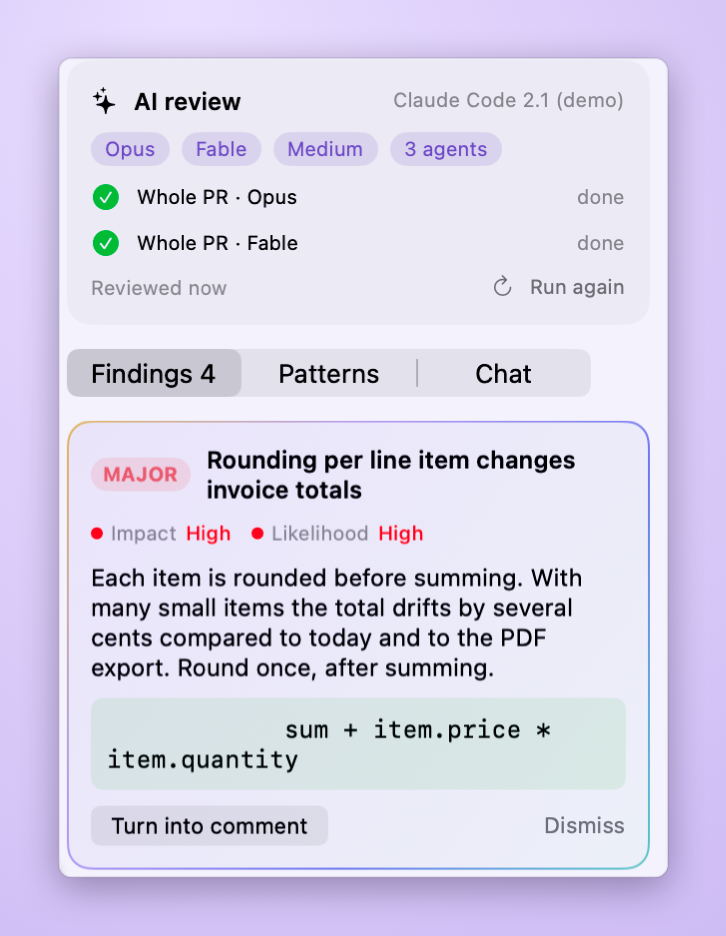 AI review
Claude Code 2.1 (demo)
Opus Fable Medium 3 agents
Whole PR · Opus done
Whole PR · Fable done
Reviewed now Run again
Findings 4 Patterns Chat
MAJOR
Rounding per line item changes
invoice totals
Impact High Likelihood High
Each item is rounded before summing. With
many small items the total drifts by several
cents compared to today and to the PDF
export. Round once, after summing.
sum + item.price *
item.quantity
Turn into comment Dismiss